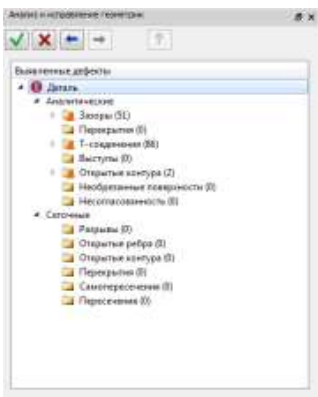 Анализ и исправление геометрии
Выявленные дефекты
Деталь
Аналитические
Зазоры (51)
Перекрытия (0)
Т-соединения (86)
Выступы (0)
Открытые контура (2)
Необрезанные поверхности (0)
Несогласованность (0)
Сеточные
Разрывы (0)
Открытые ребра (0)
Открытые контура (0)
Перекрытия (0)
Самопересечения (0)
Пересечения (0)